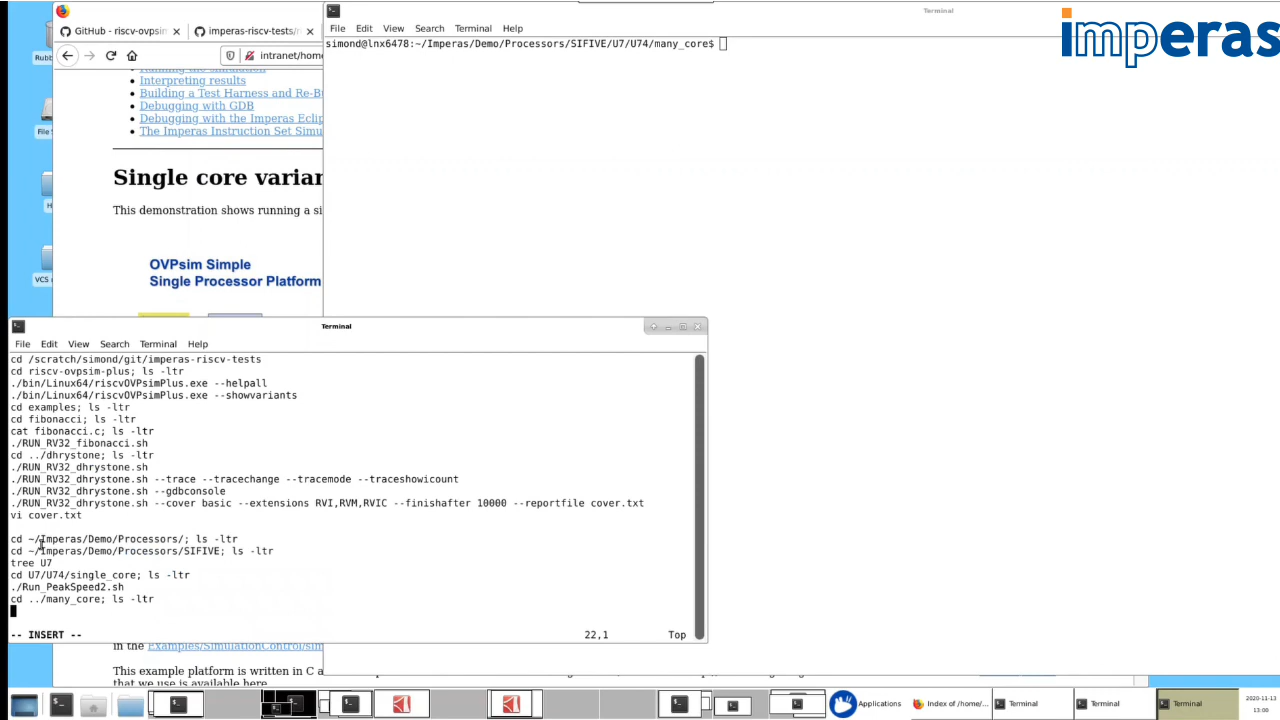 Terminal
imperas
File Edit View Search Terminal Help
GitHub - riscv-ovpsin
imperas-riscv-tests/r
simond@lnx6478:~/Imperas/Demo/Processors/SIFIVE/U7/U74/many_core$
intranet/home
Rubb
Interpreting results
Building a Test Harness and Re-Bu
Debugging with GDB
Debugging with the Imperas Eclip
The Imperas Instruction Set Simu
File S
Single core varian
This demonstration shows running a si
H
OVPsim Simple
Single Processor Platform
VCS
Terminal
File Edit View Search Terminal Help
cd /scratch/simond/git/imperas-riscv-tests
cd riscv-ovpsim-plus; ls -ltr
./bin/Linux64/riscvOVPsimPlus.exe --helpall
./bin/Linux64/riscvOVPsimPlus.exe --showvariants
cd examples; ls -ltr
cd fibonacci; ls -ltr
cat fibonacci.c; ls -ltr
./RUN_RV32_fibonacci.sh
cd ../dhrystone; ls -ltr
./RUN_RV32_dhrystone.sh
./RUN_RV32_dhrystone.sh --trace --tracechange --tracemode --traceshowicount
./RUN_RV32_dhrystone.sh --gdbconsole
./RUN_RV32_dhrystone.sh --cover basic --extensions RVI,RVM,RVIC --finishafter 10000 --reportfile cover.txt
vi cover.txt
cd ~/Imperas/Demo/Processors/; ls -ltr
cd ~/Imperas/Demo/Processors/SIFIVE; ls -ltr
tree U7
cd U7/U74/single_core; ls -ltr
./Run_PeakSpeed2.sh
cd ../many_core; ls -ltr
-- INSERT -- 22,1 Top
in the Examples/SimulationControl/sim
This example platform is written in C a
that we use is available here
Applications
Index of /home/...
Terminal
Terminal
Terminal
2020-11-13
13:00